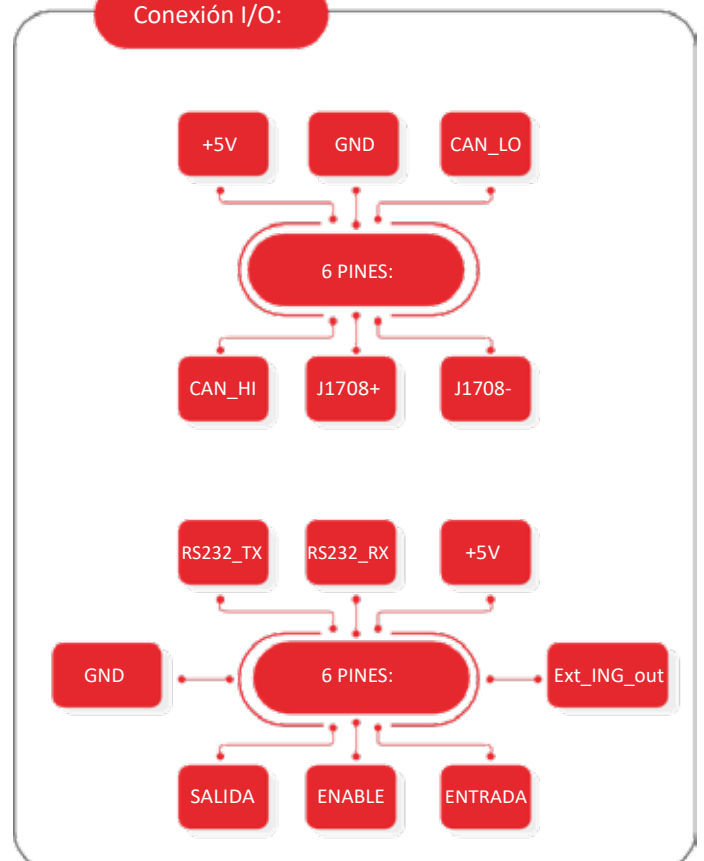 Conexión I/O:
+5V
GND
CAN_LO
6 PINES:
CAN_HI
J1708+
J1708-
RS232_TX
RS232_RX
+5V
GND
6 PINES:
Ext_ING_out
SALIDA
ENABLE
ENTRADA